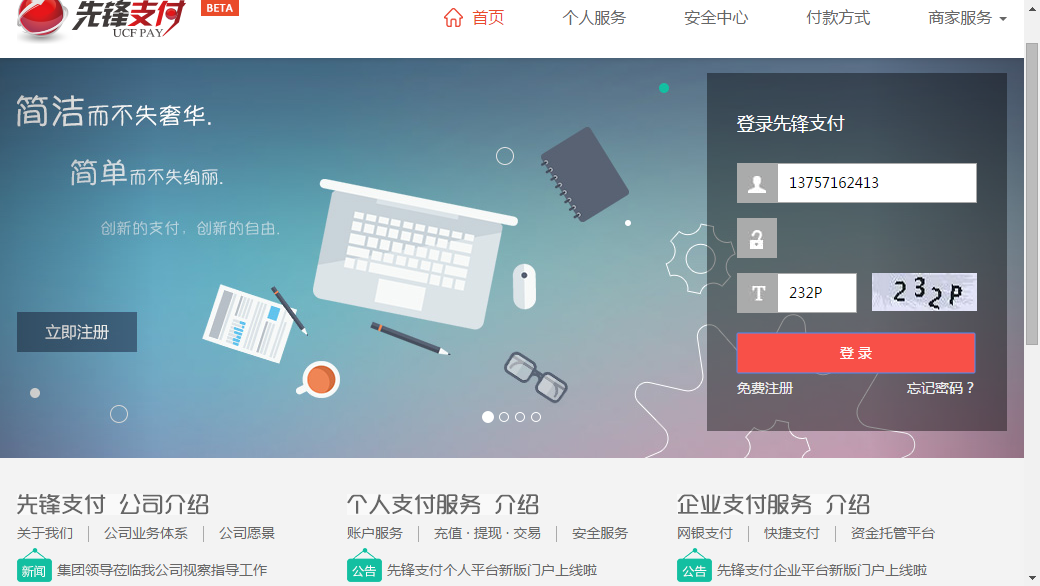 先锋支付 BETA
UCF PAY
首页 个人服务 安全中心 付款方式 商家服务
简洁而不失奢华.
简单而不失绚丽.
创新的支付，创新的自由.
立即注册
登录先锋支付
13757162413
T 232P 232P
登 录
免费注册 忘记密码？
先锋支付 公司介绍
关于我们 公司业务体系 公司愿景
新闻 集团领导莅临我公司视察指导工作
个人支付服务 介绍
账户服务 充值 · 提现 · 交易 安全服务
公告 先锋支付个人平台新版门户上线啦
企业支付服务 介绍
网银支付 快捷支付 资金托管平台
公告 先锋支付企业平台新版门户上线啦